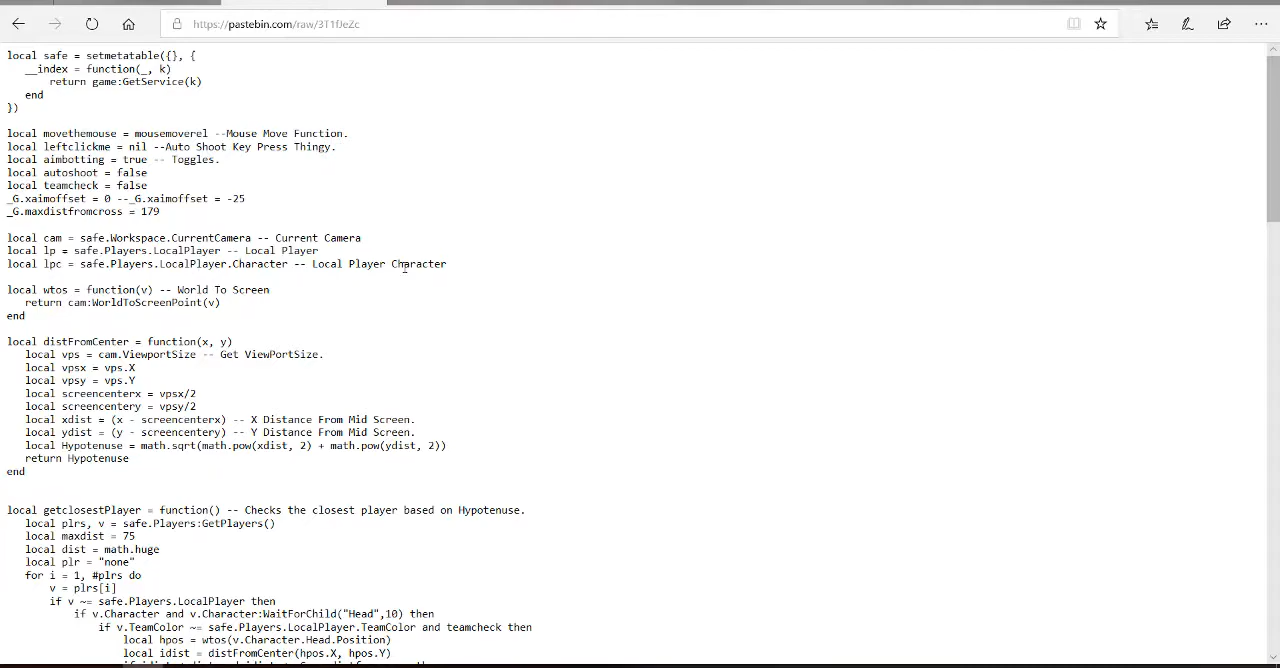 https://pastebin.com/raw/3T1fJeZc
local safe = setmetatable({}, {
__index = function(_, k)
return game:GetService(k)
end
})
local movethemouse = mousemoverel --Mouse Move Function.
local leftclickme = nil --Auto Shoot Key Press Thingy.
local aimbotting = true -- Toggles.
local autoshoot = false
local teamcheck = false
_G.xaimoffset = 0 --_G.xaimoffset = -25
_G.maxdistfromcross = 179
local cam = safe.Workspace.CurrentCamera -- Current Camera
local lp = safe.Players.LocalPlayer -- Local Player
local lpc = safe.Players.LocalPlayer.Character -- Local Player Character
local wtos = function(v) -- World To Screen
return cam:WorldToScreenPoint(v)
end
local distFromCenter = function(x, y)
local vps = cam.ViewportSize -- Get ViewPortSize.
local vpsx = vps.X
local vpsy = vps.Y
local screencenterx = vpsx/2
local screencentery = vpsy/2
local xdist = (x - screencenterx) -- X Distance From Mid Screen.
local ydist = (y - screencentery) -- Y Distance From Mid Screen.
local Hypotenuse = math.sqrt(math.pow(xdist, 2) + math.pow(ydist, 2))
return Hypotenuse
end
local getclosestPlayer = function() -- Checks the closest player based on Hypotenuse.
local plrs, v = safe.Players:GetPlayers()
local maxdist = 75
local dist = math.huge
local plr = "none"
for i = 1, #plrs do
v = plrs[i]
if v ~= safe.Players.LocalPlayer then
if v.Character and v.Character:WaitForChild("Head",10) then
if v.TeamColor ~= safe.Players.LocalPlayer.TeamColor and teamcheck then
local hpos = wtos(v.Character.Head.Position)
local idist = distFromCenter(hpos.X, hpos.Y)